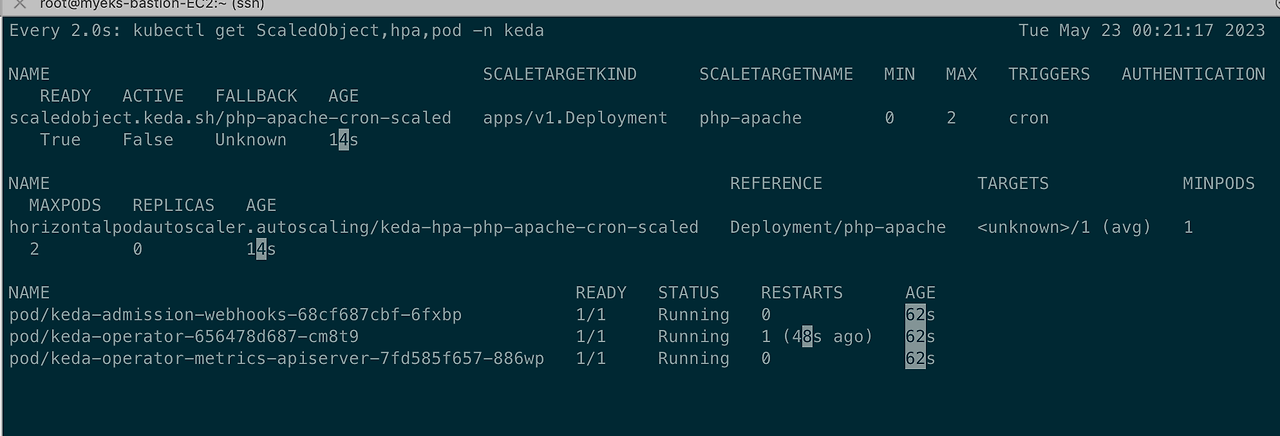 root@myeks-bastion-EC2:~ (ssh)
Every 2.0s: kubectl get ScaledObject,hpa,pod -n keda Tue May 23 00:21:17 2023
NAME SCALETARGETKIND SCALETARGETNAME MIN MAX TRIGGERS AUTHENTICATION
READY ACTIVE FALLBACK AGE
scaledobject.keda.sh/php-apache-cron-scaled apps/v1.Deployment php-apache 0 2 cron
True False Unknown 14s
NAME REFERENCE TARGETS MINPODS
MAXPODS REPLICAS AGE
horizontalpodautoscaler.autoscaling/keda-hpa-php-apache-cron-scaled Deployment/php-apache <unknown>/1 (avg) 1
2 0 14s
NAME READY STATUS RESTARTS AGE
pod/keda-admission-webhooks-68cf687cbf-6fxbp 1/1 Running 0 62s
pod/keda-operator-656478d687-cm8t9 1/1 Running 1 (48s ago) 62s
pod/keda-operator-metrics-apiserver-7fd585f657-886wp 1/1 Running 0 62s